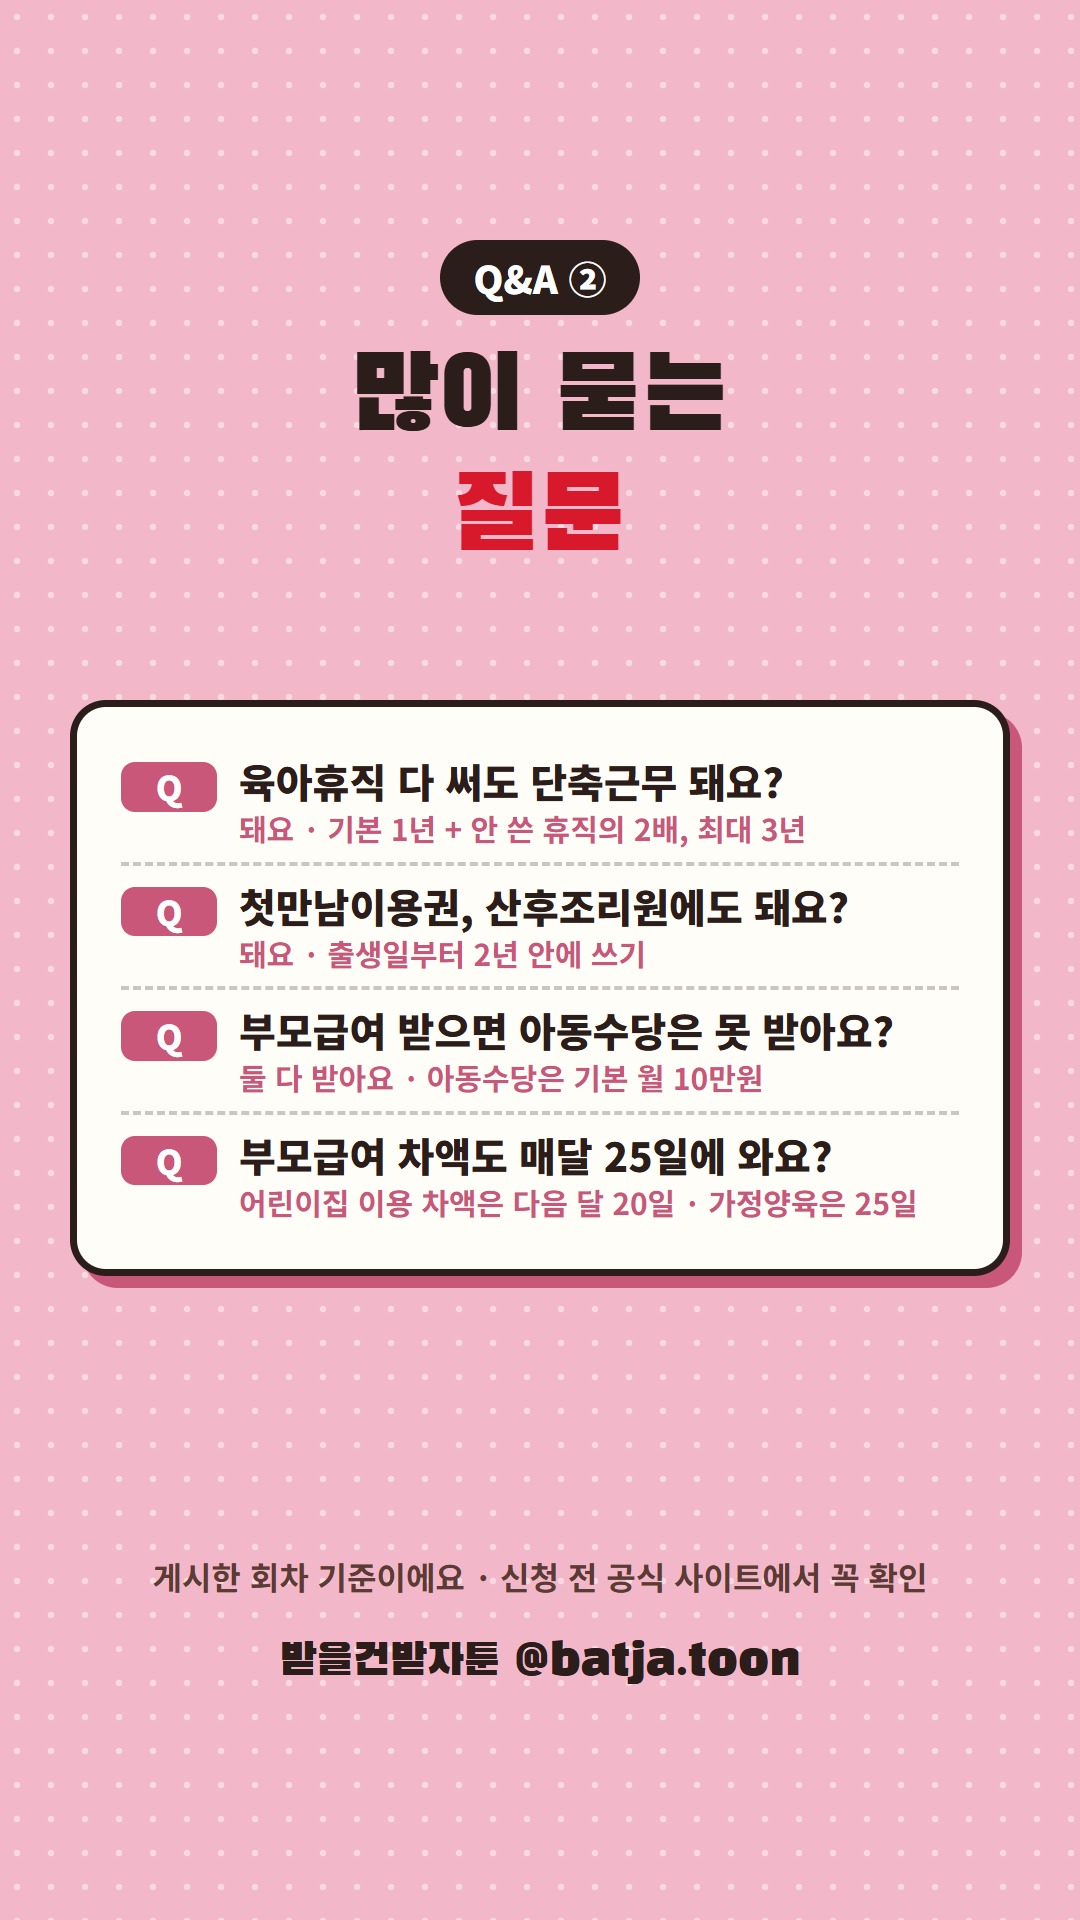 Q&A ②
많이 묻는
질문
Q 육아휴직 다 써도 단축근무 돼요?
돼요 · 기본 1년 + 안 쓴 휴직의 2배, 최대 3년
Q 첫만남이용권, 산후조리원에도 돼요?
돼요 · 출생일부터 2년 안에 쓰기
Q 부모급여 받으면 아동수당은 못 받아요?
둘 다 받아요 · 아동수당은 기본 월 10만원
Q 부모급여 차액도 매달 25일에 와요?
어린이집 이용 차액은 다음 달 20일 · 가정양육은 25일
게시한 회차 기준이에요 · 신청 전 공식 사이트에서 꼭 확인
받을건받자툰 @batja.toon